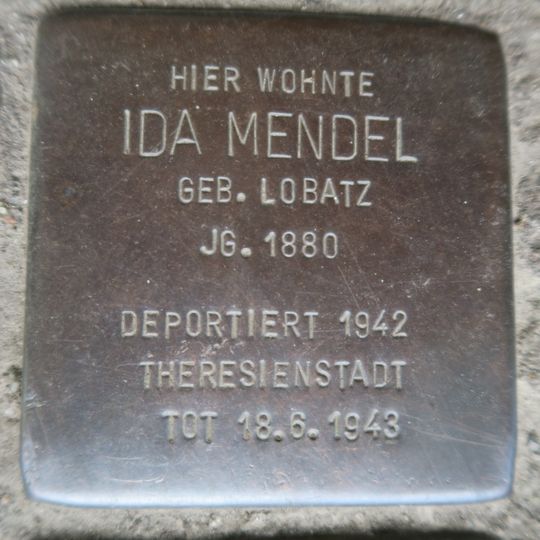 HIER WOHNTE
IDA MENDEL
GEB. LOBATZ
JG. 1880
DEPORTIERT 1942
THERESIENSTADT
TOT 18.6.1943